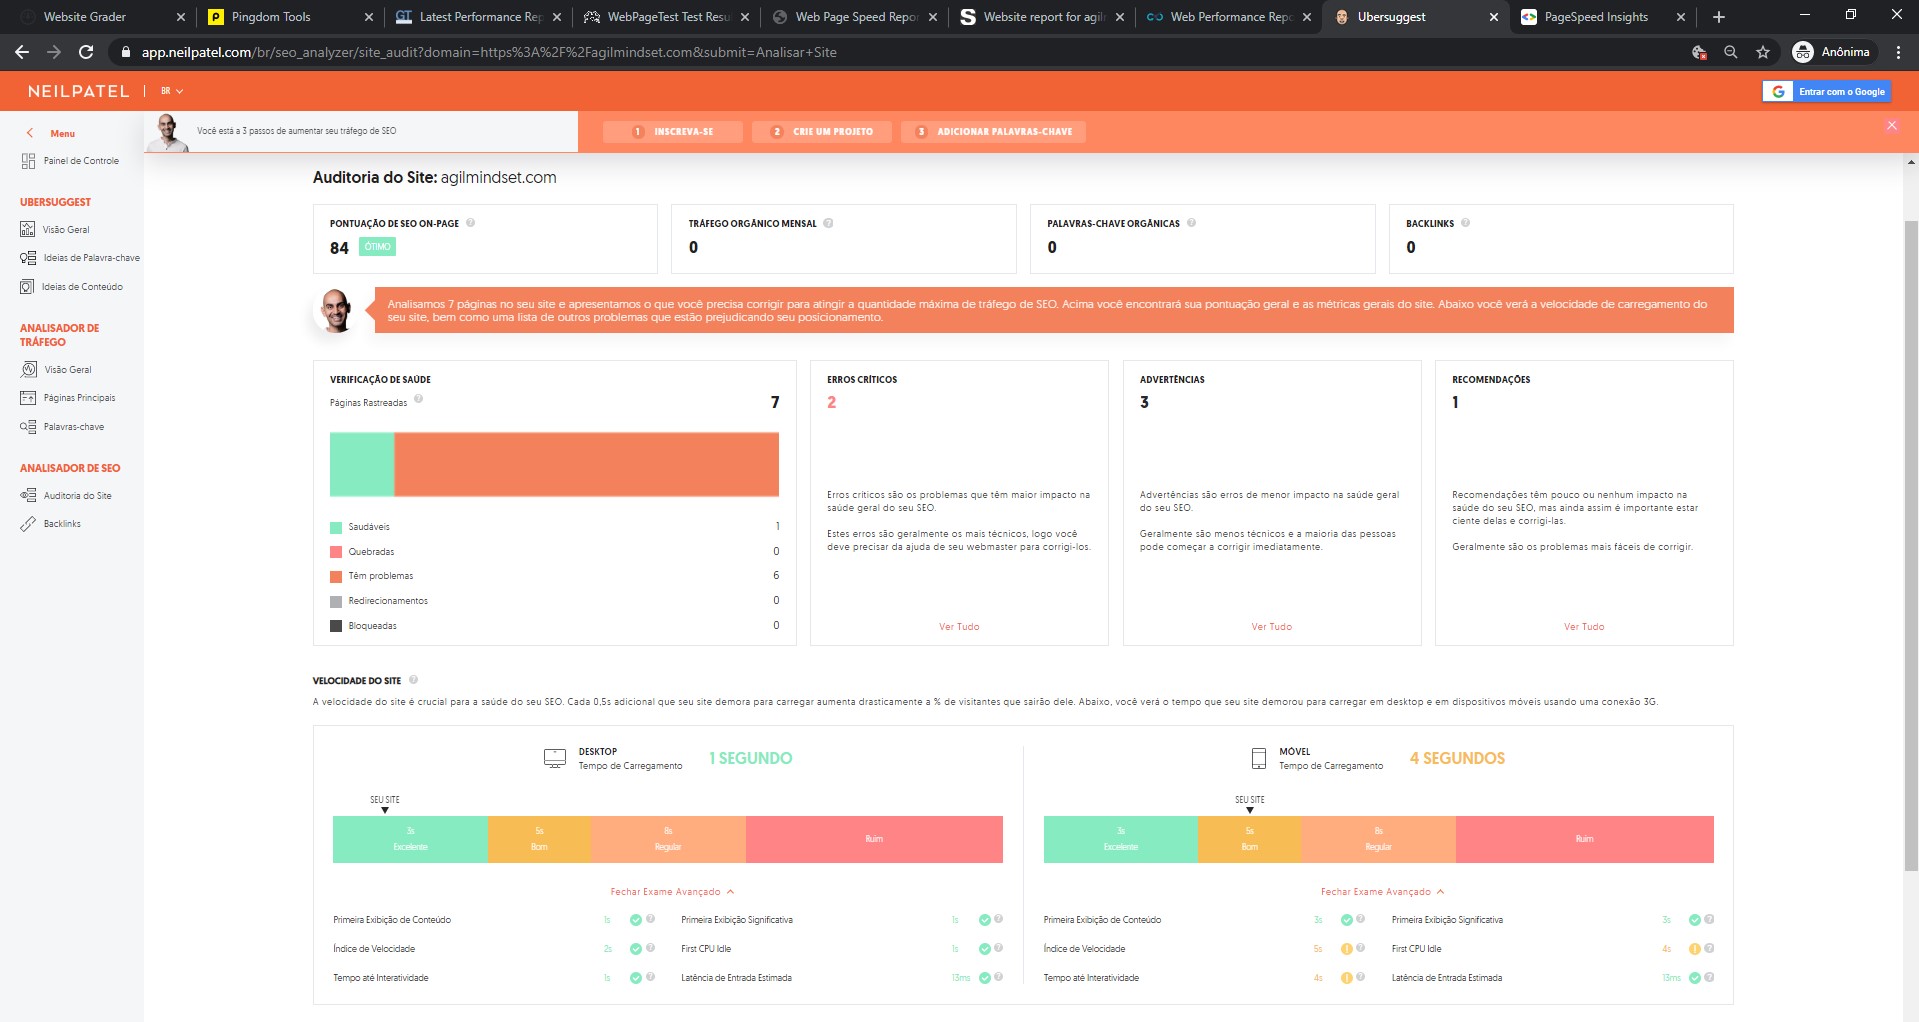 Website Grader
Pingdom Tools
Latest Performance Rep
WebPageTest Test Resu
Web Page Speed Repor
Website report for agil
Web Performance Repo
Ubersuggest
PageSpeed Insights
app.neilpatel.com/br/seo_analyzer/site_audit?domain=https%3A%2F%2Fagilmindset.com&submit=Analisar+Site
Anônima
NEILPATEL
BR
Entrar com o Google
Menu
Você está a 3 passos de aumentar seu tráfego de SEO
1 INSCREVA-SE
2 CRIE UM PROJETO
3 ADICIONAR PALAVRAS-CHAVE
Painel de Controle
UBERSUGGEST
Visão Geral
Ideias de Palavra-chave
Ideias de Conteúdo
ANALISADOR DE
TRÁFEGO
Visão Geral
Páginas Principais
Palavras-chave
ANALISADOR DE SEO
Auditoria do Site
Backlinks
Auditoria do Site: agilmindset.com
PONTUAÇÃO DE SEO ON-PAGE
84 ÓTIMO
TRÁFEGO ORGÂNICO MENSAL
0
PALAVRAS-CHAVE ORGÂNICAS
0
BACKLINKS
0
Analisamos 7 páginas no seu site e apresentamos o que você precisa corrigir para atingir a quantidade máxima de tráfego de SEO. Acima você encontrará sua pontuação geral e as métricas gerais do site. Abaixo você verá a velocidade de carregamento do
seu site, bem como uma lista de outros problemas que estão prejudicando seu posicionamento.
VERIFICAÇÃO DE SAÚDE
Páginas Rastreadas 7
Saudáveis 1
Quebradas 0
Têm problemas 6
Redirecionamentos 0
Bloqueadas 0
ERROS CRÍTICOS
2
Erros críticos são os problemas que têm maior impacto na
saúde geral do seu SEO.
Estes erros são geralmente os mais técnicos, logo você
deve precisar da ajuda de seu webmaster para corrigi-los.
Ver Tudo
ADVERTÊNCIAS
3
Advertências são erros de menor impacto na saúde geral
do seu SEO.
Geralmente são menos técnicos e a maioria das pessoas
pode começar a corrigir imediatamente.
Ver Tudo
RECOMENDAÇÕES
1
Recomendações têm pouco ou nenhum impacto na
saúde do seu SEO, mas ainda assim é importante estar
ciente delas e corrigi-las.
Geralmente são os problemas mais fáceis de corrigir.
Ver Tudo
VELOCIDADE DO SITE
A velocidade do site é crucial para a saúde do seu SEO. Cada 0,5s adicional que seu site demora para carregar aumenta drasticamente a % de visitantes que sairão dele. Abaixo, você verá o tempo que seu site demorou para carregar em desktop e em dispositivos móveis usando uma conexão 3G.
DESKTOP
Tempo de Carregamento
1 SEGUNDO
SEU SITE
3s 5s 8s
Excelente Bom Regular Ruim
Fechar Exame Avançado
Primeira Exibição de Conteúdo 1s
Primeira Exibição Significativa 1s
Índice de Velocidade 2s
First CPU Idle 1s
Tempo até Interatividade 1s
Latência de Entrada Estimada 13ms
MÓVEL
Tempo de Carregamento
4 SEGUNDOS
SEU SITE
3s 5s 8s
Excelente Bom Regular Ruim
Fechar Exame Avançado
Primeira Exibição de Conteúdo 3s
Primeira Exibição Significativa 3s
Índice de Velocidade 5s
First CPU Idle 4s
Tempo até Interatividade 4s
Latência de Entrada Estimada 13ms